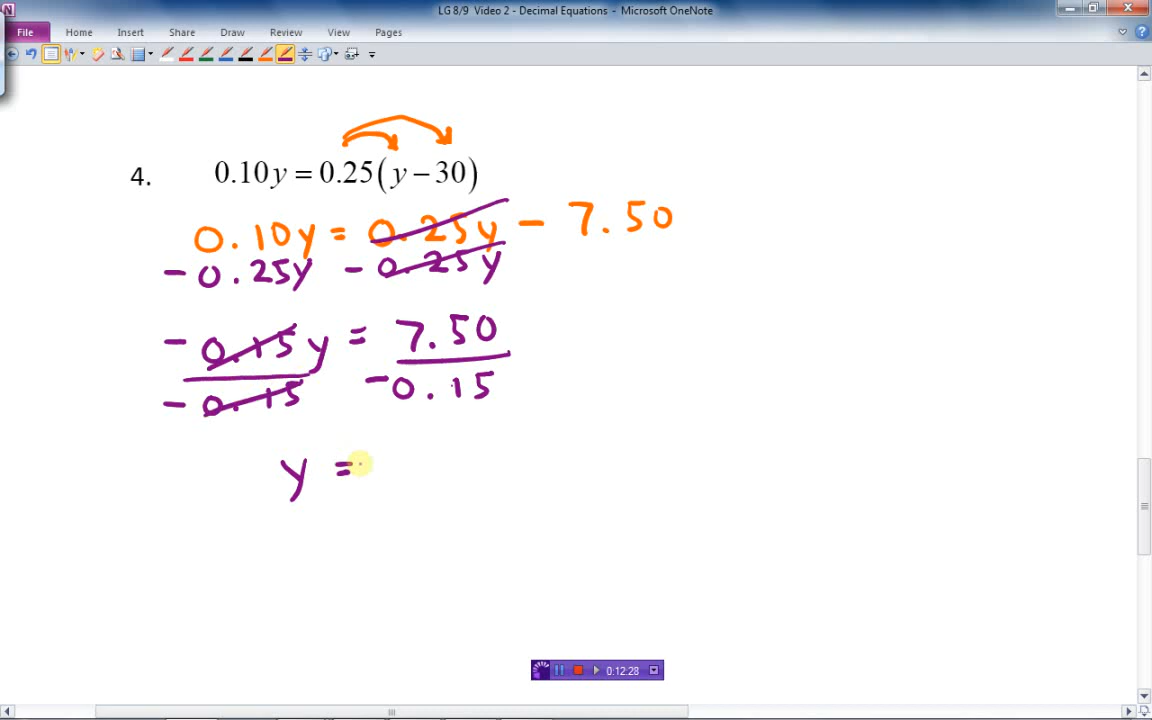 LG 8/9 Video 2 - Decimal Equations - Microsoft OneNote
File Home Insert Share Draw Review View Pages
4. 0.10y = 0.25(y − 30)
0.10y = 0.25y − 7.50
− 0.25y − 0.25y
− 0.15y = 7.50
− 0.15 −0.15
y =
0:12:28